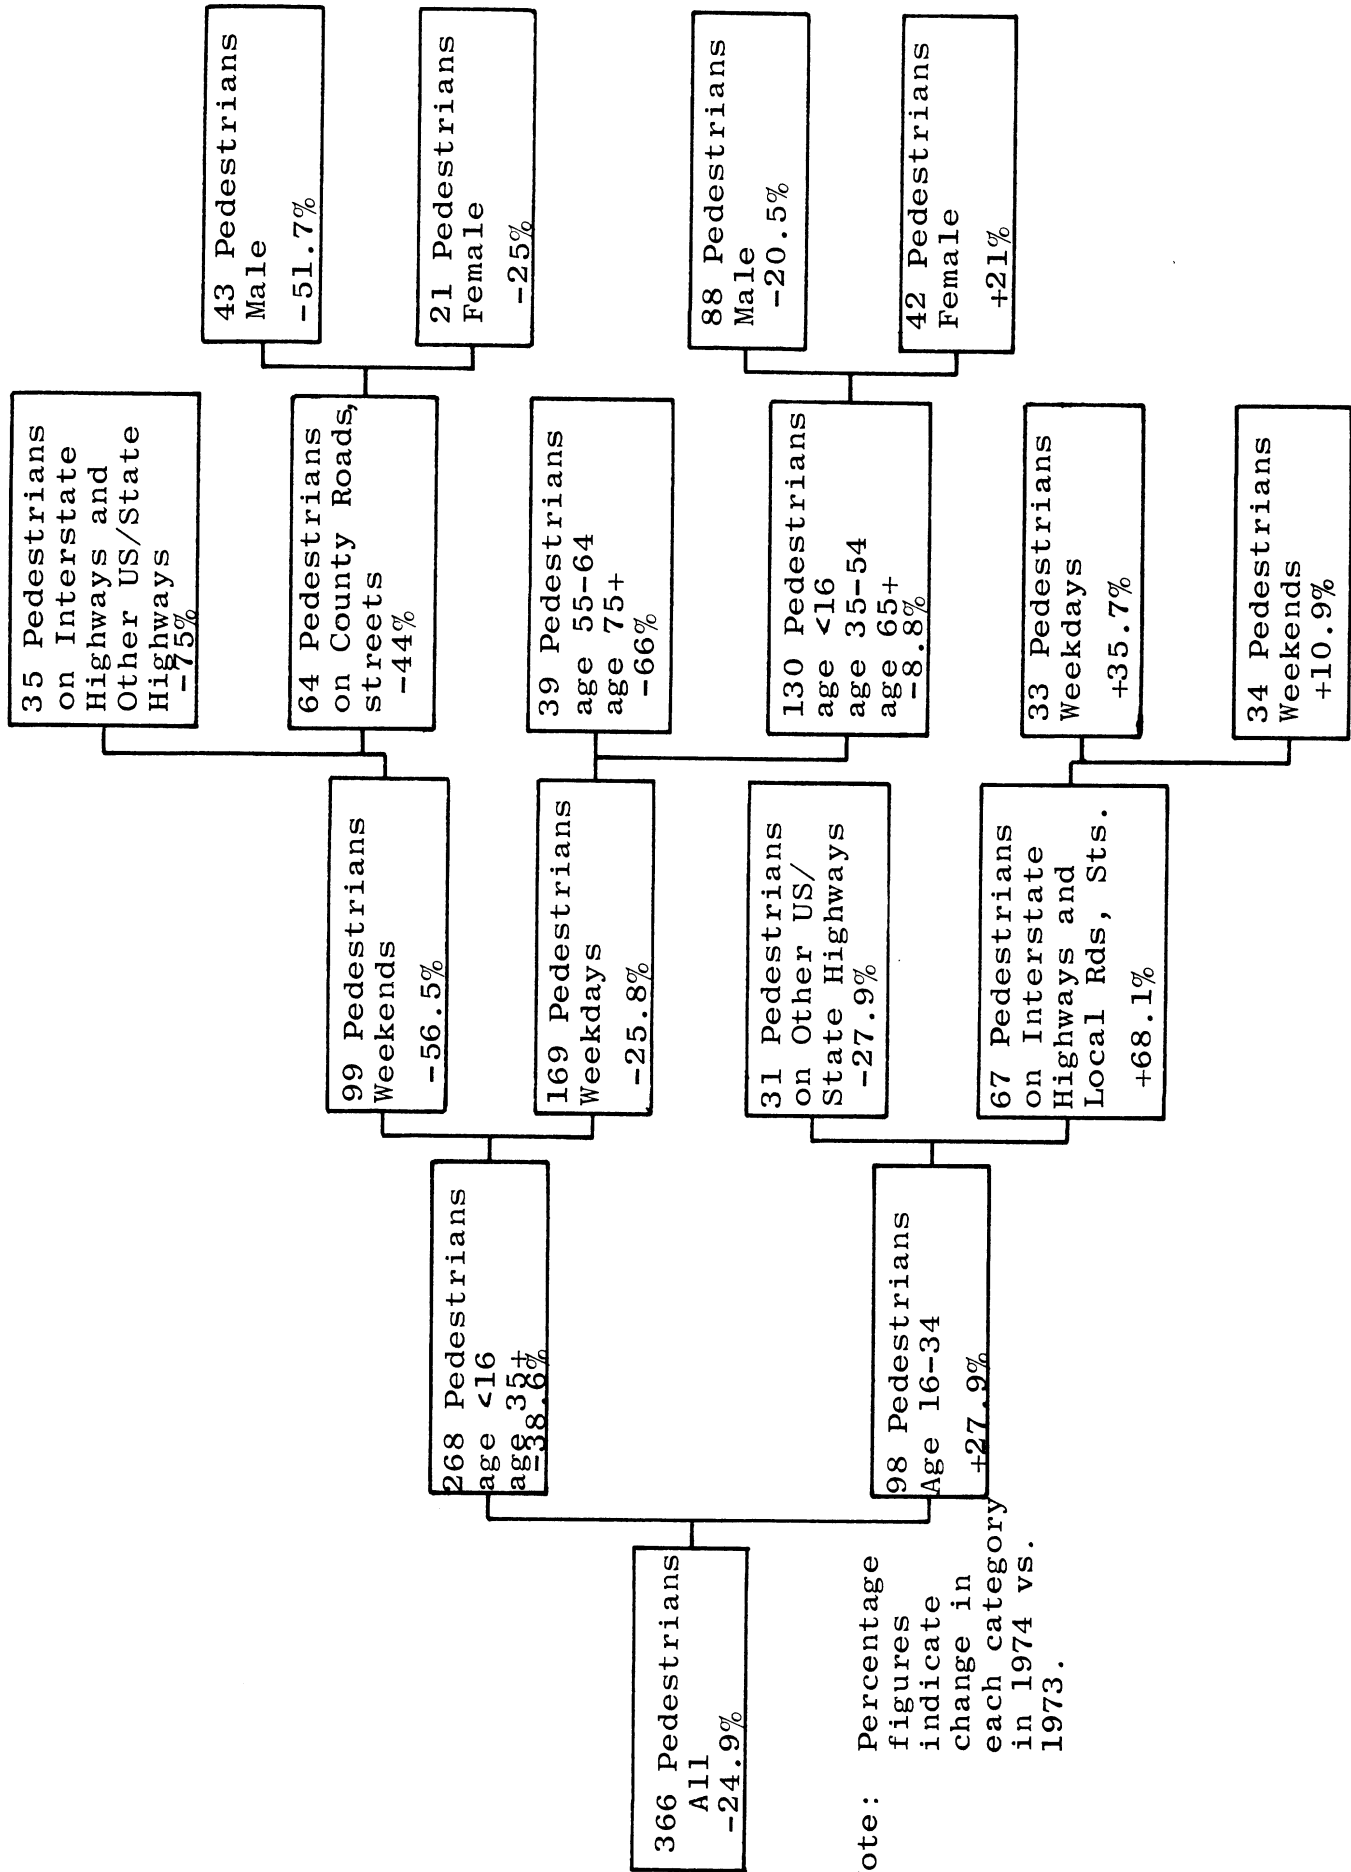 366 Pedestrians
All
-24.9%
268 Pedestrians
age <16
age 35+
-38.6%
98 Pedestrians
Age 16-34
+27.9%
99 Pedestrians
Weekends
-56.5%
169 Pedestrians
Weekdays
-25.8%
31 Pedestrians
on Other US/
State Highways
-27.9%
67 Pedestrians
on Interstate
Highways and
Local Rds, Sts.
+68.1%
35 Pedestrians
on Interstate
Highways and
Other US/State
Highways
-75%
64 Pedestrians
on County Roads,
streets
-44%
39 Pedestrians
age 55-64
age 75+
-66%
130 Pedestrians
age <16
age 35-54
age 65+
-8.8%
33 Pedestrians
Weekdays
+35.7%
34 Pedestrians
Weekends
+10.9%
43 Pedestrians
Male
-51.7%
21 Pedestrians
Female
-25%
88 Pedestrians
Male
-20.5%
42 Pedestrians
Female
+21%
ote: Percentage
figures
indicate
change in
each category
in 1974 vs.
1973.